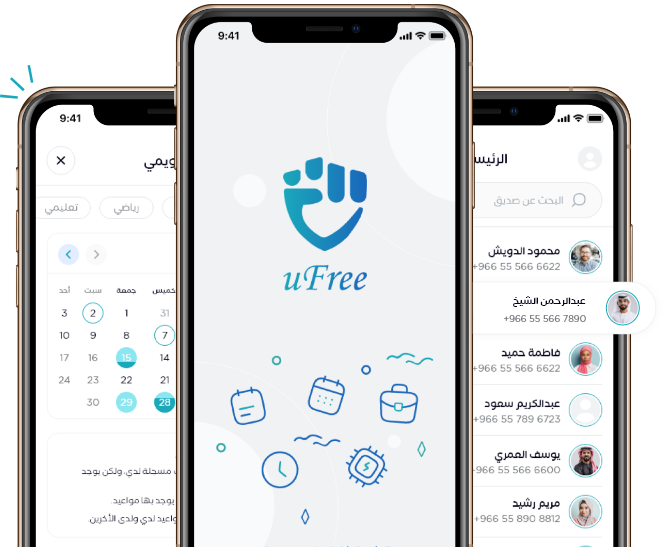 9:41
uFree
9:41
ويمي
رياضي
تعليمي
خميس جمعة سبت أحد
31 1 2 3
7 8 9 10
14 15 16 17
21 22 23 24
28 29 30
مسجلة لدي، ولكن يوجد
يوجد بها مواعيد.
واعيد لدي ولدى الآخرين.
الرئيس
البحث عن صديق
محمود الدويش
+966 55 566 6622
عبدالرحمن الشيخ
+966 55 566 7890
فاطمة حميد
+966 55 566 6622
عبدالكريم سعود
+966 55 789 6723
يوسف العمري
+966 55 566 6600
مريم رشيد
+966 55 890 8812